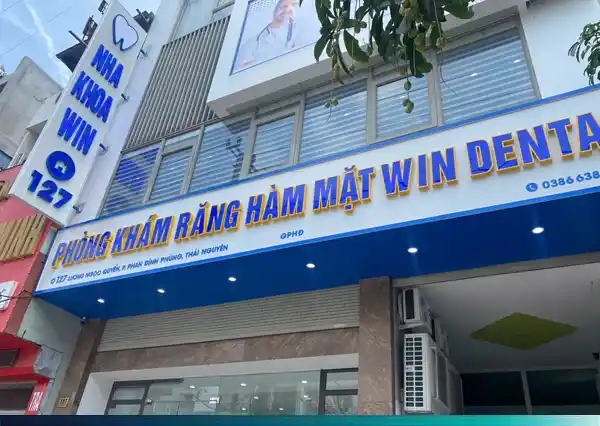 NHA
KHOA
WIN
127
PHÒNG KHÁM RĂNG HÀM MẶT WIN DENTA
127 LƯƠNG NGỌC QUYẾN, P. PHAN ĐÌNH PHÙNG, THÁI NGUYÊN
GPHĐ
0386 638